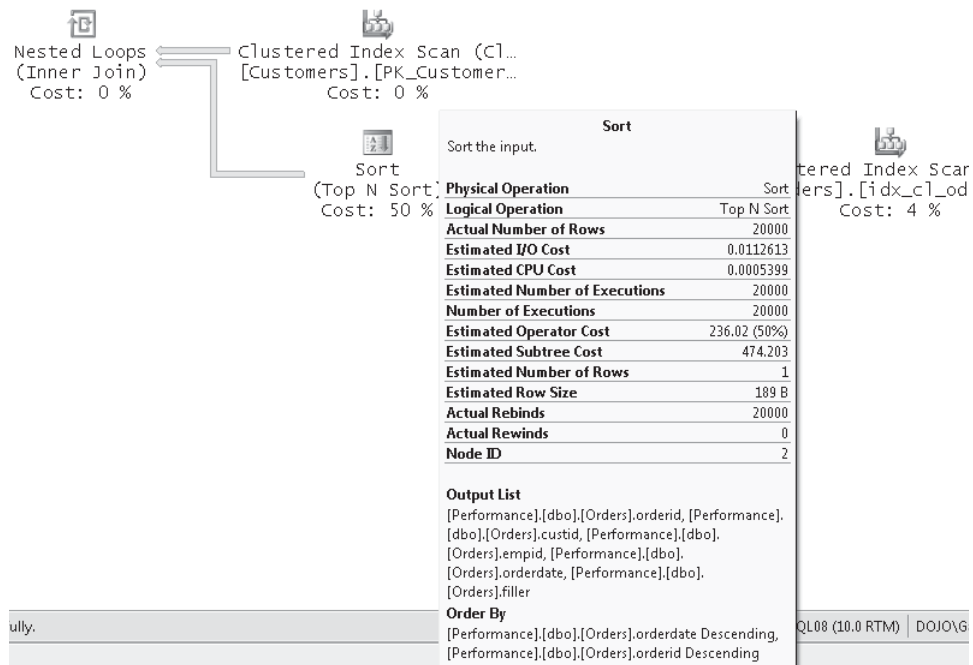 Nested Loops
(Inner Join)
Cost: 0 %
Clustered Index Scan (Cl…
[Customers].[PK_Customer…
Cost: 0 %
Sort
(Top N Sort)
Cost: 50 %
Sort
Sort the input.
Physical Operation Sort
Logical Operation Top N Sort
Actual Number of Rows 20000
Estimated I/O Cost 0.0112613
Estimated CPU Cost 0.0005399
Estimated Number of Executions 20000
Number of Executions 20000
Estimated Operator Cost 236.02 (50%)
Estimated Subtree Cost 474.203
Estimated Number of Rows 1
Estimated Row Size 189 B
Actual Rebinds 20000
Actual Rewinds 0
Node ID 2
Output List
[Performance].[dbo].[Orders].orderid, [Performance].
[dbo].[Orders].custid, [Performance].[dbo].
[Orders].empid, [Performance].[dbo].
[Orders].orderdate, [Performance].[dbo].
[Orders].filler
Order By
[Performance].[dbo].[Orders].orderdate Descending,
[Performance].[dbo].[Orders].orderid Descending
tered Index Scan
ders].[idx_cl_od
Cost: 4 %
ully.
QL08 (10.0 RTM) DOJO\G